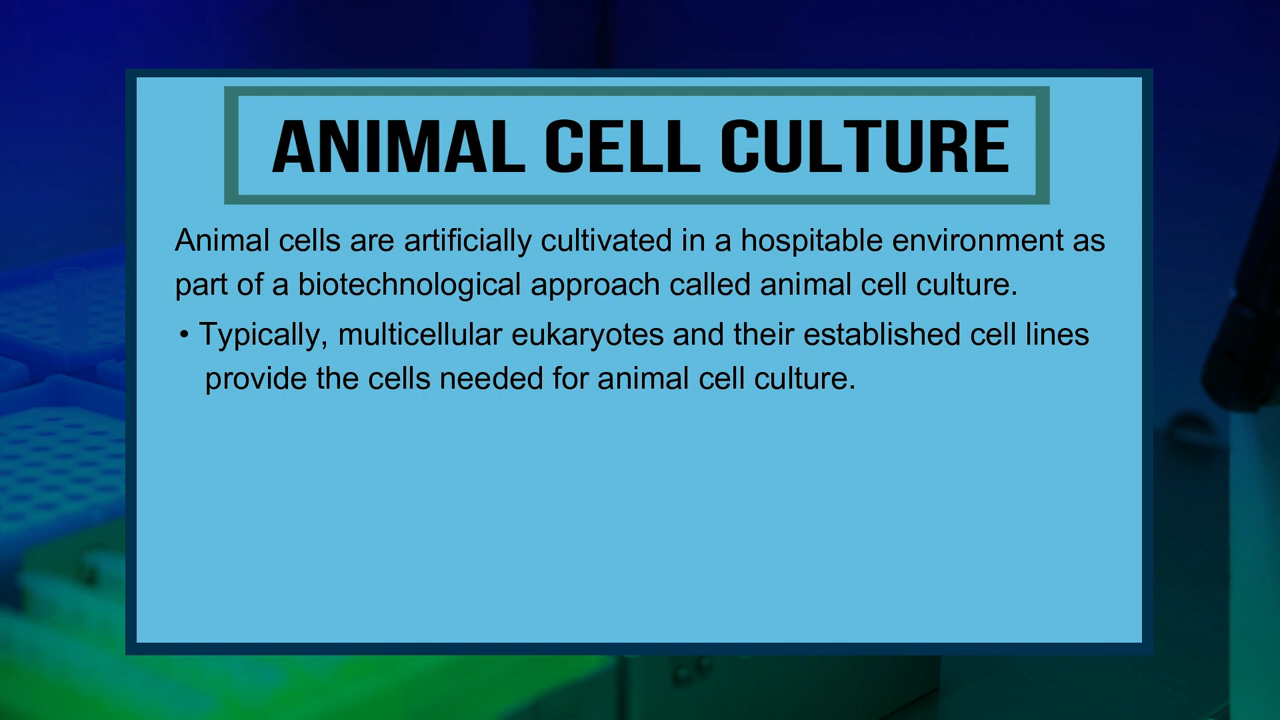 ANIMAL CELL CULTURE
Animal cells are artificially cultivated in a hospitable environment as
part of a biotechnological approach called animal cell culture.
• Typically, multicellular eukaryotes and their established cell lines
provide the cells needed for animal cell culture.